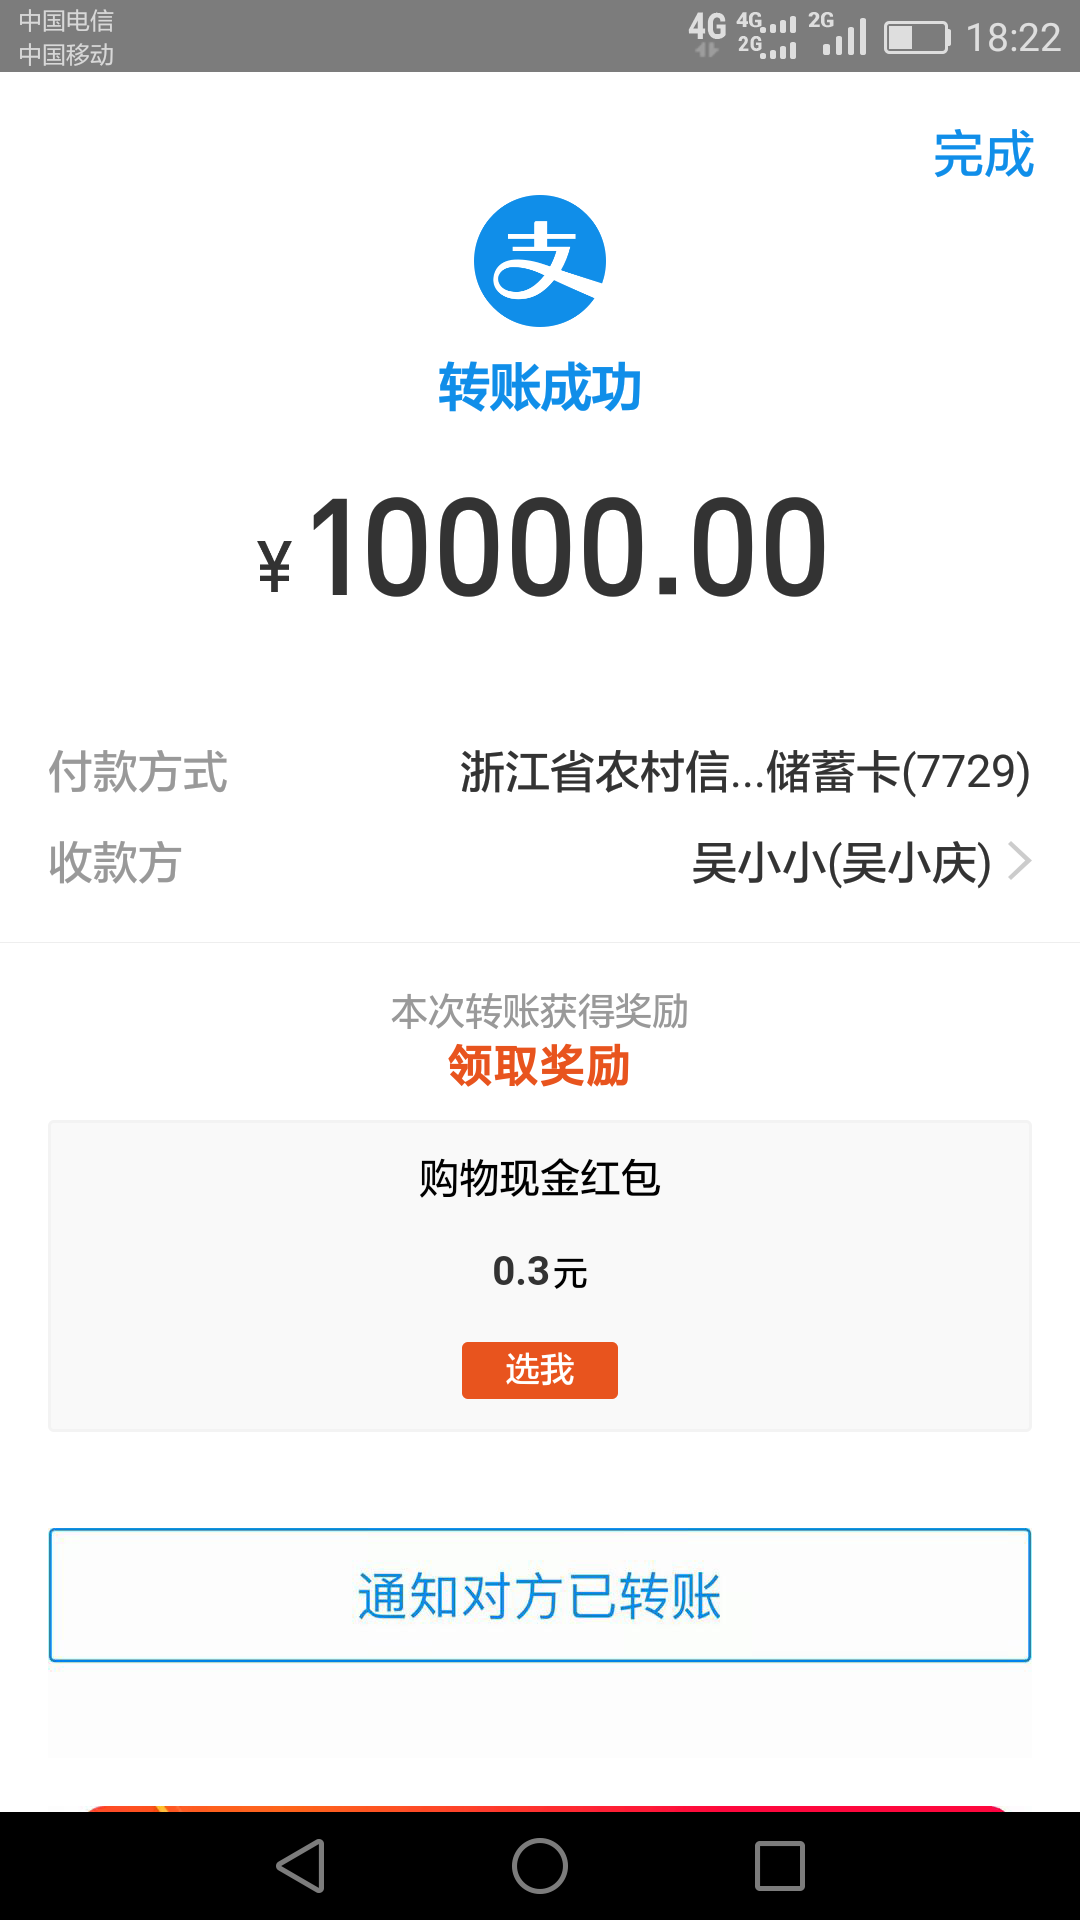 中国电信
中国移动
4G 4G 2G 2G 18:22
完成
支
转账成功
¥10000.00
付款方式 浙江省农村信...储蓄卡(7729)
收款方 吴小小(吴小庆)
本次转账获得奖励
领取奖励
购物现金红包
0.3元
选我
通知对方已转账